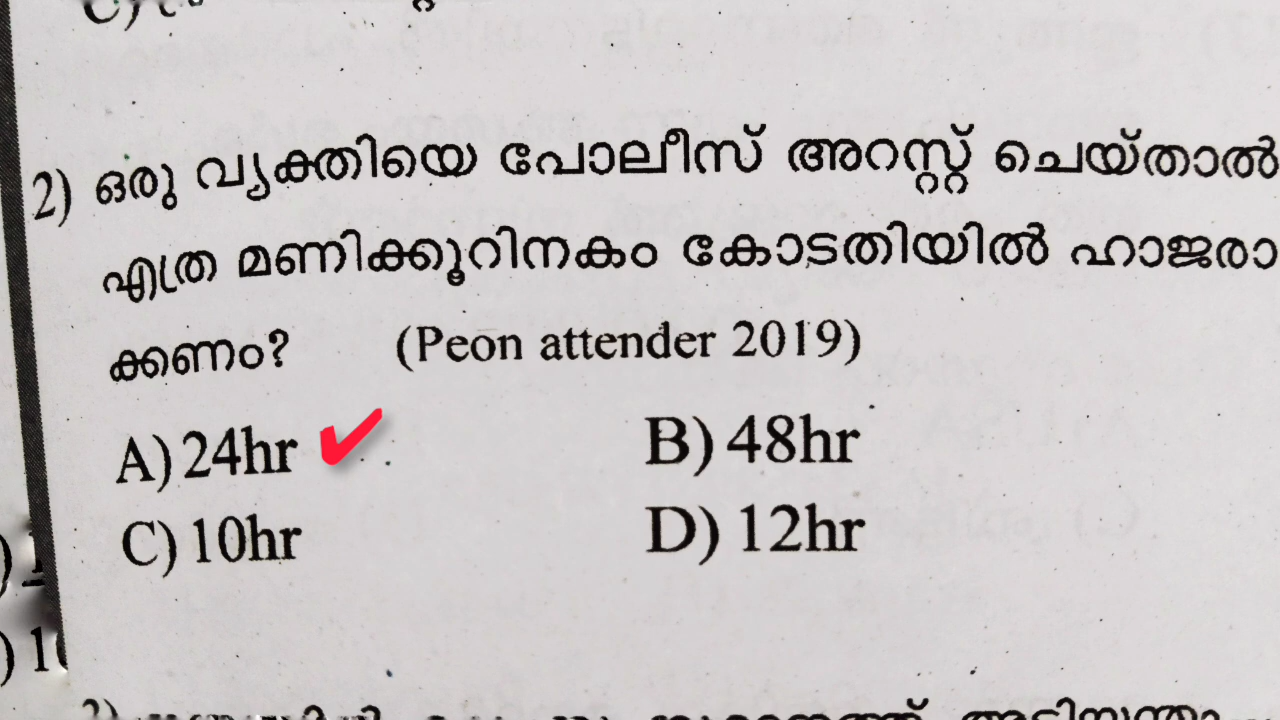 2) ഒരു വ്യക്തിയെ പോലീസ് അറസ്റ്റ് ചെയ്താൽ
എത്ര മണിക്കൂറിനകം കോടതിയിൽ ഹാജരാ
ക്കണം? (Peon attender 2019)
A) 24hr B) 48hr
C) 10hr D) 12hr